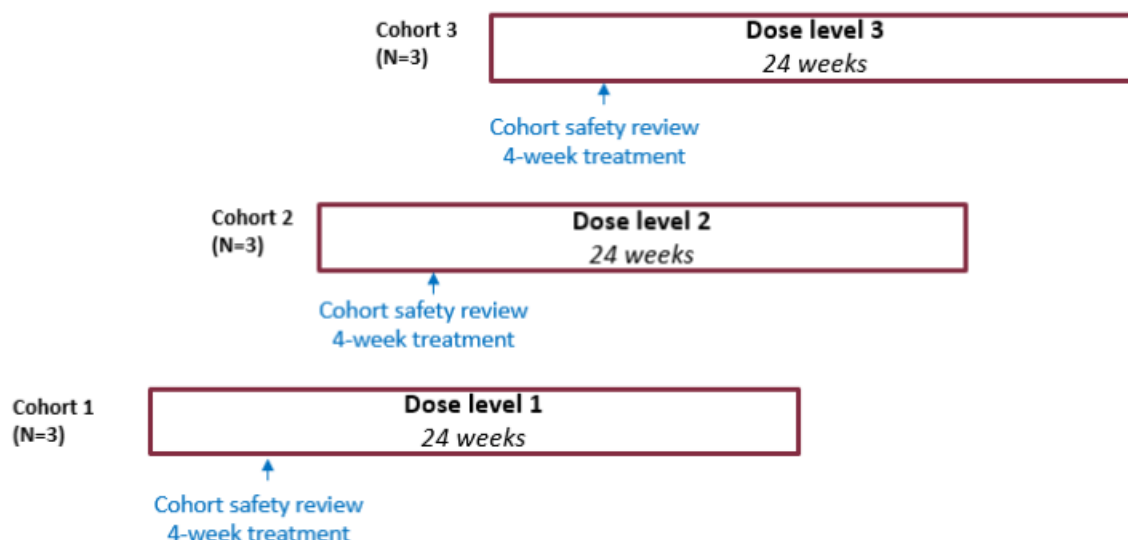 Cohort 3
(N=3)
Dose level 3
24 weeks
Cohort safety review
4-week treatment
Cohort 2
(N=3)
Dose level 2
24 weeks
Cohort safety review
4-week treatment
Cohort 1
(N=3)
Dose level 1
24 weeks
Cohort safety review
4-week treatment